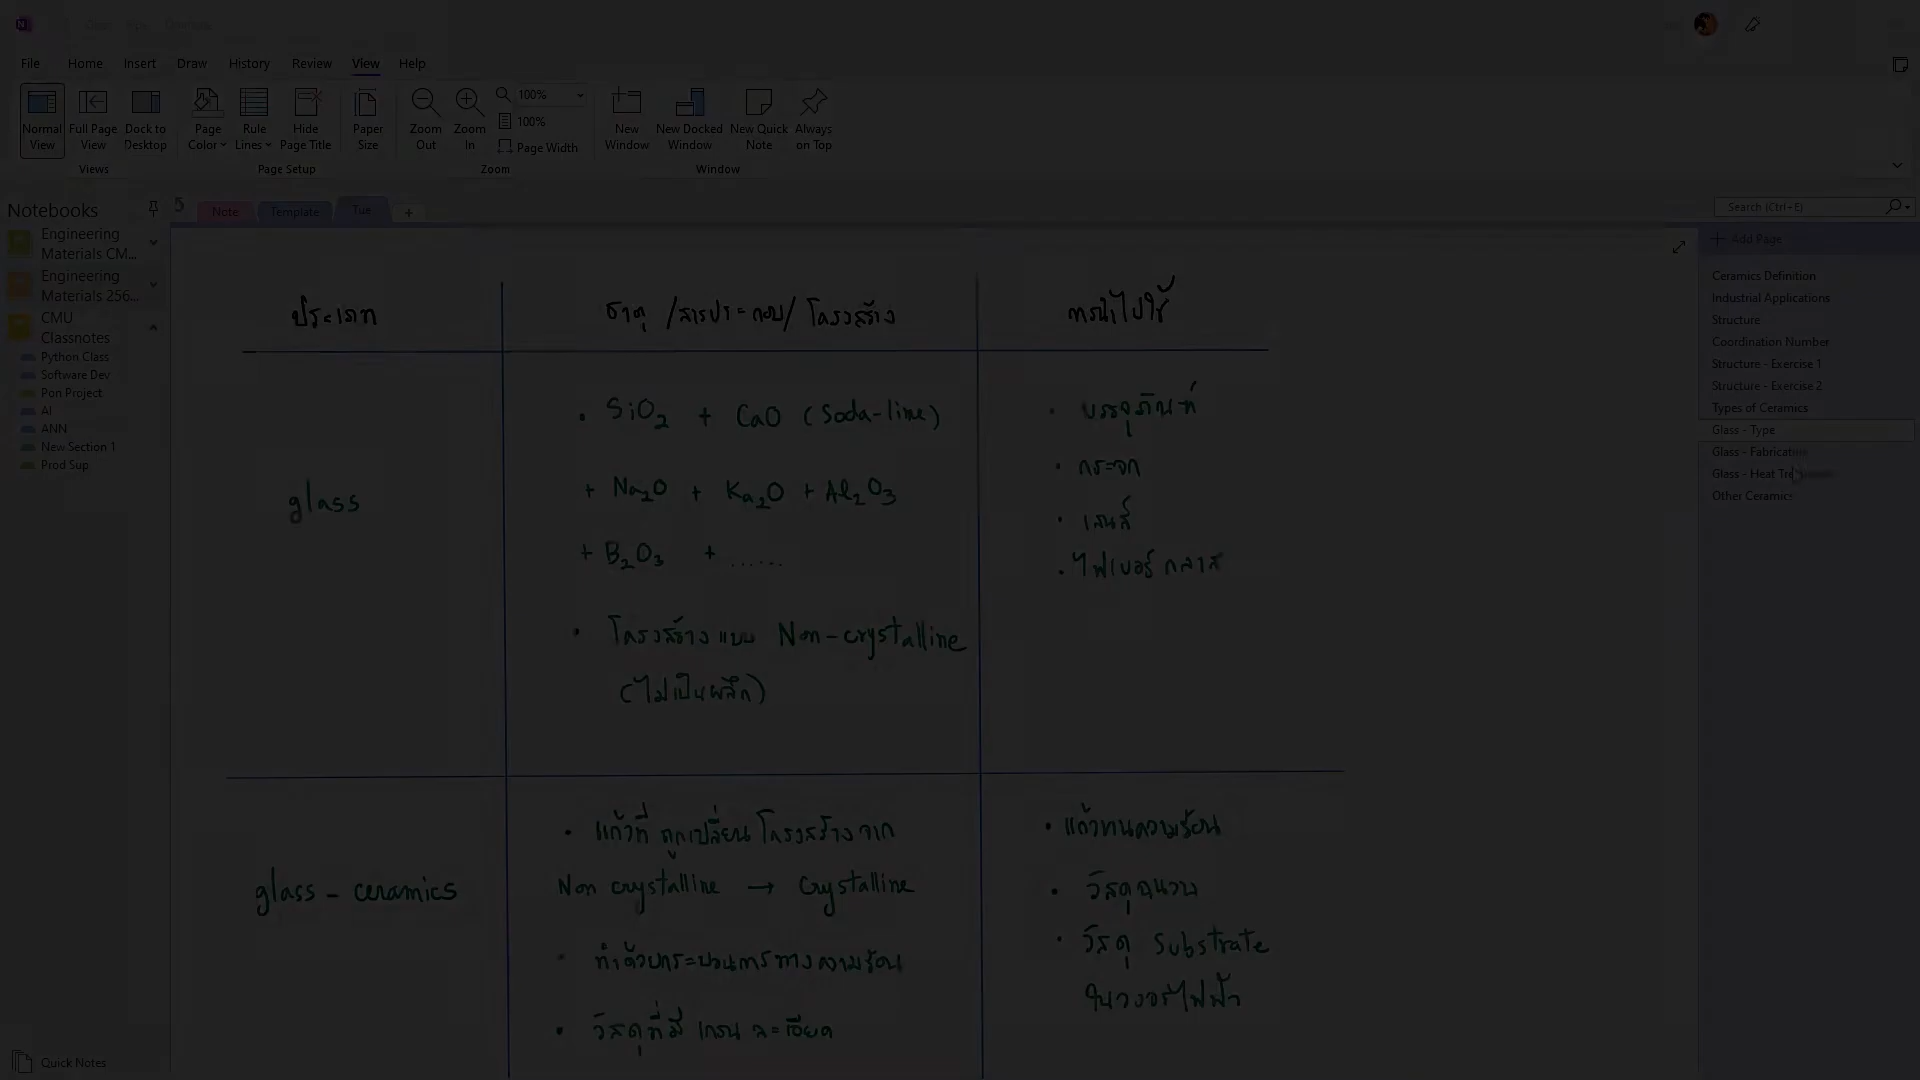 File Home Insert Draw History Review View Help
Normal View
Full Page View
Dock to Desktop
Views
Page Color
Rule Lines
Hide Page Title
Page Setup
Paper Size
Zoom Out
Zoom In
100%
100%
Page Width
Zoom
New Window
New Docked Window
New Quick Note
Always on Top
Window
Notebooks
Engineering Materials CM...
Engineering Materials 256...
CMU Classnotes
Python Class
Software Dev
Pon Project
AI
ANN
New Section 1
Prod Sup
Quick Notes
5 Note Template Tue +
Search (Ctrl+E)
ประเภท
ธาตุ /สารประกอบ/ โครงสร้าง
การนำไปใช้
glass
• SiO2 + CaO (Soda-lime)
+ Na2O + Ka2O + Al2O3
+ B2O3 + ......
• โครงสร้างแบบ Non-crystalline
(ไม่เป็นผลึก)
• บรรจุภัณฑ์
• กระจก
• เลนส์
• ไฟเบอร์กลาส
glass - ceramics
• แก้วที่ถูกเปลี่ยนโครงสร้างจาก
Non crystalline → Crystalline
• ทำด้วยกระบวนการทางความร้อน
• วัสดุที่มีเกรนละเอียด
• แก้วทนความร้อน
• วัสดุฉนวน
• วัสดุ Substrate
ในวงจรไฟฟ้า
Add Page
Ceramics Definition
Industrial Applications
Structure
Coordination Number
Structure - Exercise 1
Structure - Exercise 2
Types of Ceramics
Glass - Type
Glass - Fabrication
Glass - Heat
Other Ceramics